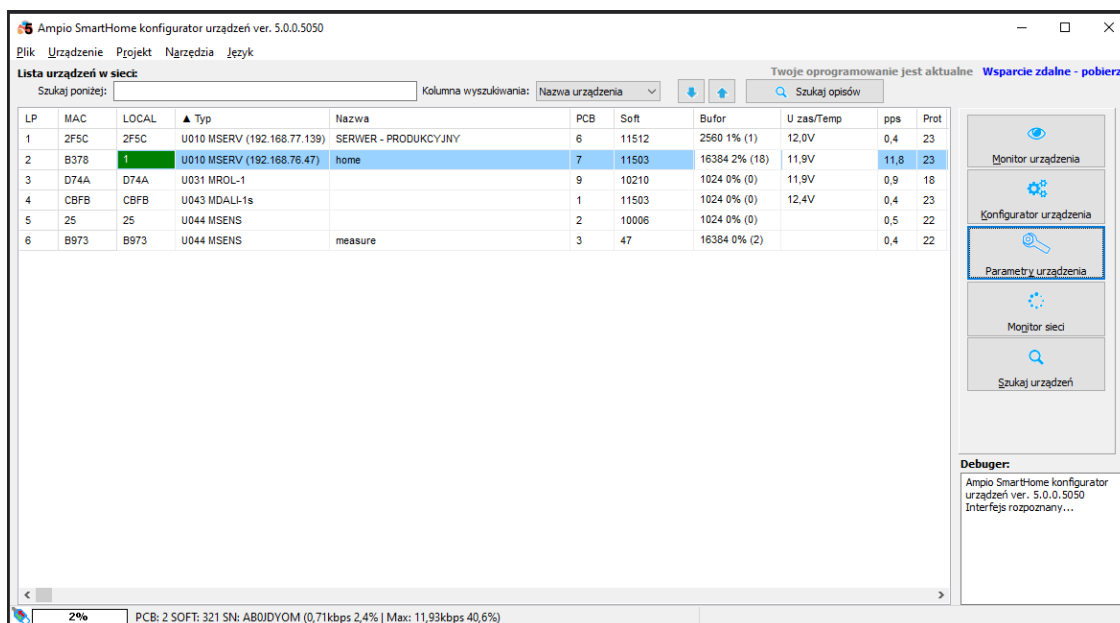 Ampio SmartHome konfigurator urządzeń ver. 5.0.0.5050
Plik Urządzenie Projekt Narzędzia Język
Lista urządzeń w sieci:
Twoje oprogramowanie jest aktualne Wsparcie zdalne - pobierz
Szukaj poniżej: Kolumna wyszukiwania: Nazwa urządzenia Szukaj opisów
LP MAC LOCAL ▲ Typ Nazwa PCB Soft Bufor U zas/Temp pps Prot
1 2F5C 2F5C U010 MSERV (192.168.77.139) SERWER - PRODUKCYJNY 6 11512 2560 1% (1) 12,0V 0,4 23
2 B378 1 U010 MSERV (192.168.76.47) home 7 11503 16384 2% (18) 11,9V 11,8 23
3 D74A D74A U031 MROL-1 9 10210 1024 0% (0) 11,9V 0,9 18
4 CBFB CBFB U043 MDALI-1s 1 11503 1024 0% (0) 12,4V 0,4 23
5 25 25 U044 MSENS 2 10006 1024 0% (0) 0,5 22
6 B973 B973 U044 MSENS measure 3 47 16384 0% (2) 0,4 22
Monitor urządzenia
Konfigurator urządzenia
Parametry urządzenia
Monitor sieci
Szukaj urządzeń
Debuger:
Ampio SmartHome konfigurator
urządzeń ver. 5.0.0.5050
Interfejs rozpoznany...
2% PCB: 2 SOFT: 321 SN: AB0JDYOM (0,71kbps 2,4% | Max: 11,93kbps 40,6%)